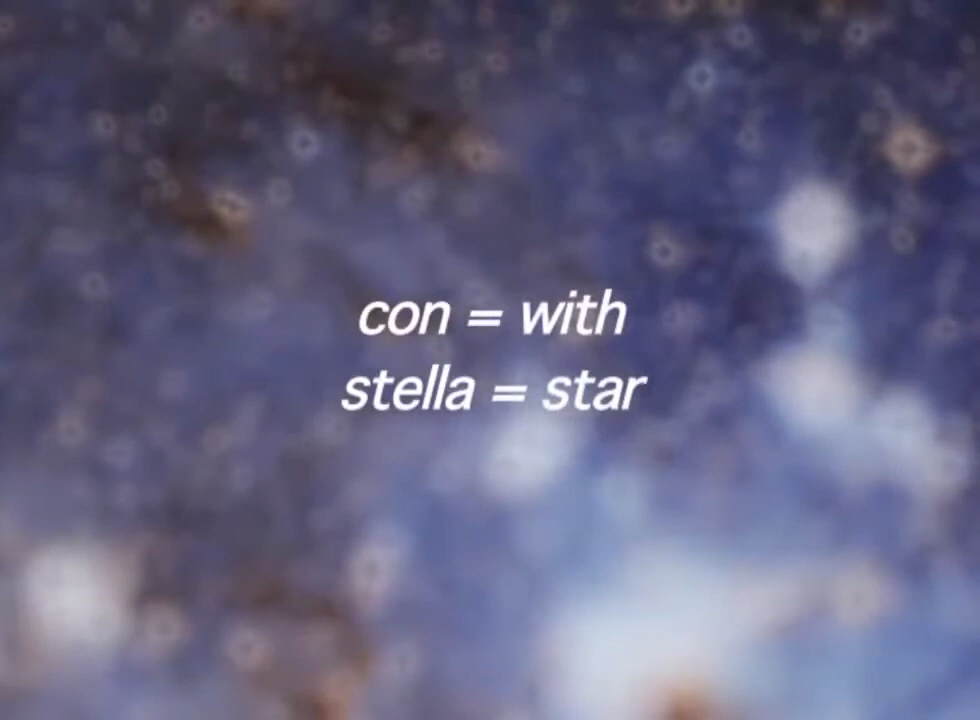 con = with
stella = star